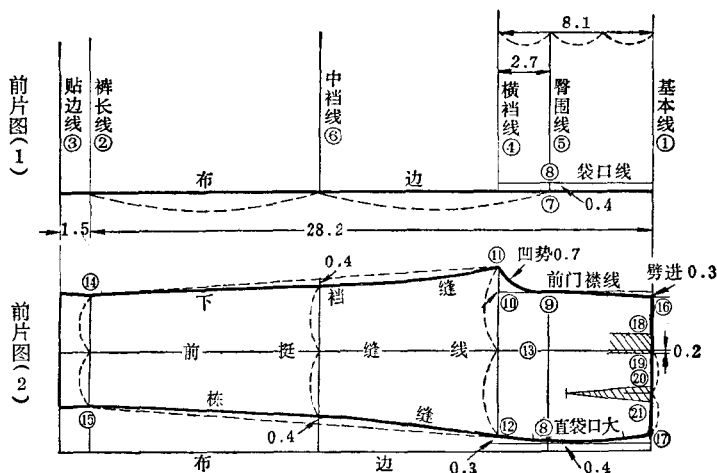 前片图(1)
贴边线③
裤长线②
中裆线⑥
8.1
2.7
横裆线④
臀围线⑤
基本线①
⑧ 袋口线
布 边
⑦ 0.4
1.5 28.2
前片图(2)
⑭ 0.4 ⑪ 凹势0.7
前门襟线 劈进0.3
下 裆 缝 ⑩ ⑨ ⑯
⑱
前 挺 缝 线 ⑬ 0.2
⑲
⑳
㉑
⑮ 栋 缝 ⑫ ⑧ 直袋口大 ⑰
0.4
0.3 0.4
布 边